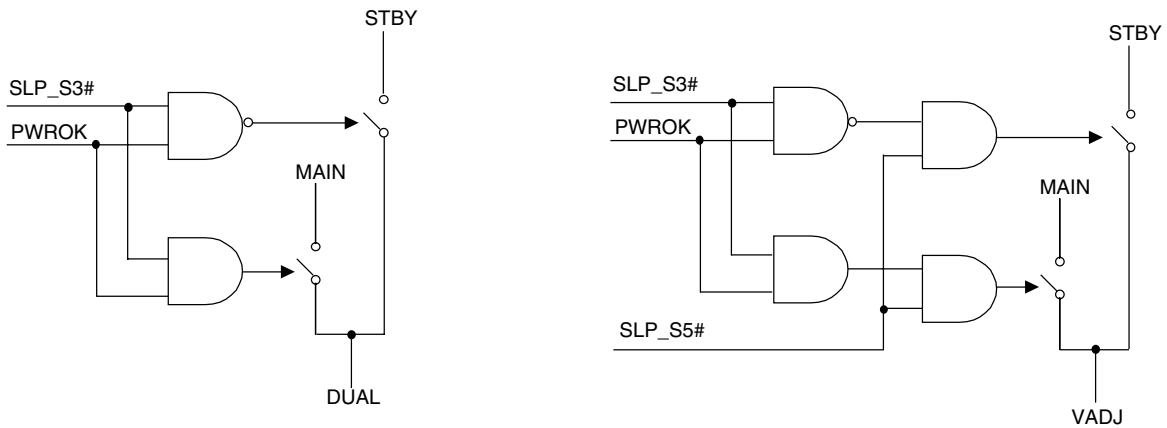 STBY
SLP_S3#
PWROK
MAIN
DUAL
STBY
SLP_S3#
PWROK
MAIN
SLP_S5#
VADJ